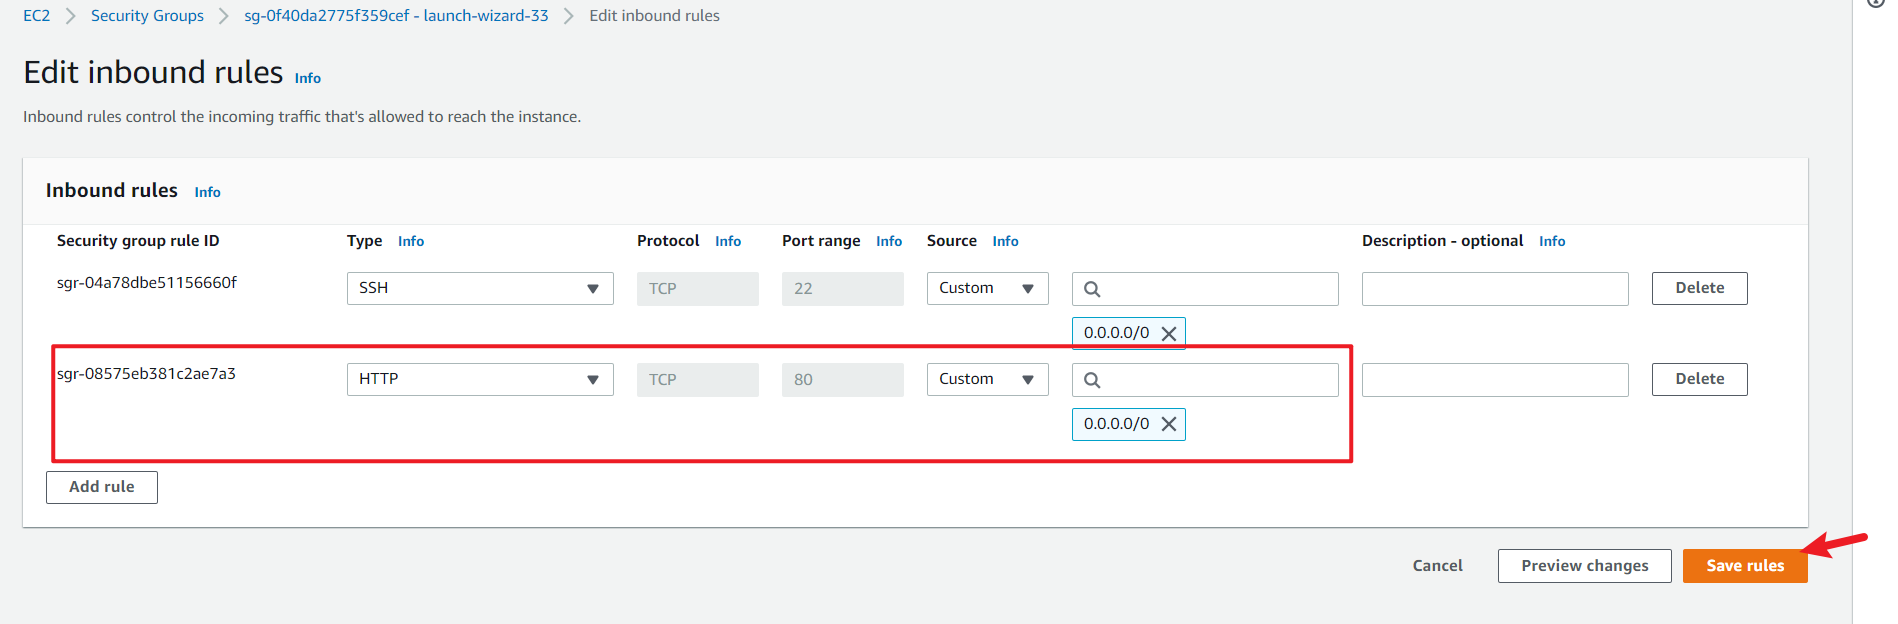 EC2 Security Groups sg-0f40da2775f359cef - launch-wizard-33 Edit inbound rules
Edit inbound rules Info
Inbound rules control the incoming traffic that's allowed to reach the instance.
Inbound rules Info
Security group rule ID Type Info Protocol Info Port range Info Source Info Description - optional Info
sgr-04a78dbe51156660f SSH TCP 22 Custom Delete
0.0.0.0/0
sgr-08575eb381c2ae7a3 HTTP TCP 80 Custom Delete
0.0.0.0/0
Add rule
Cancel Preview changes Save rules